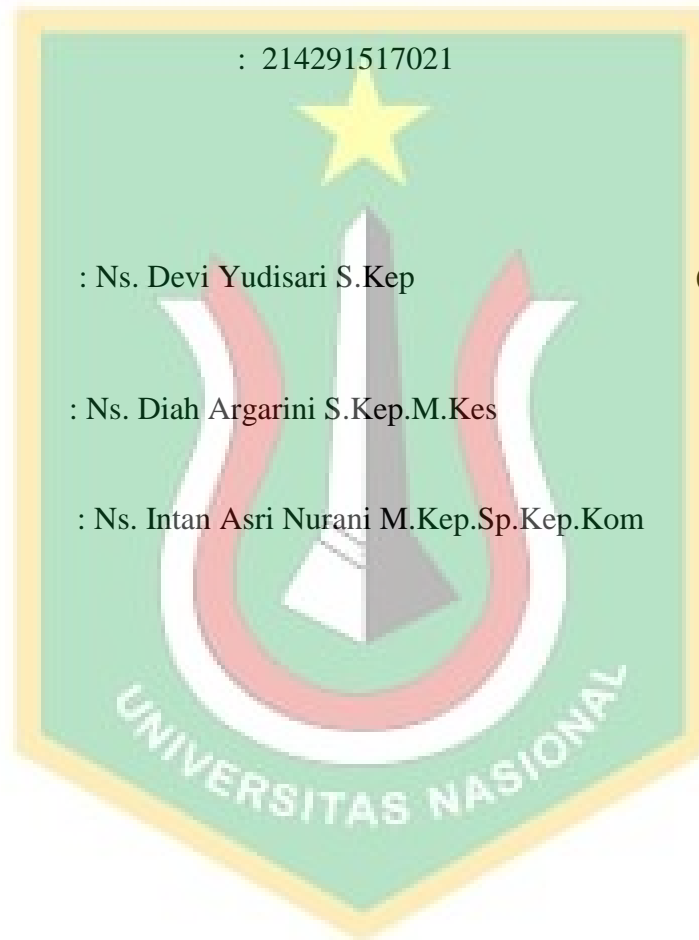 : 214291517021
: Ns. Devi Yudisari S.Kep (
: Ns. Diah Argarini S.Kep.M.Kes
: Ns. Intan Asri Nurani M.Kep.Sp.Kep.Kom
UNIVERSITAS NASIONAL